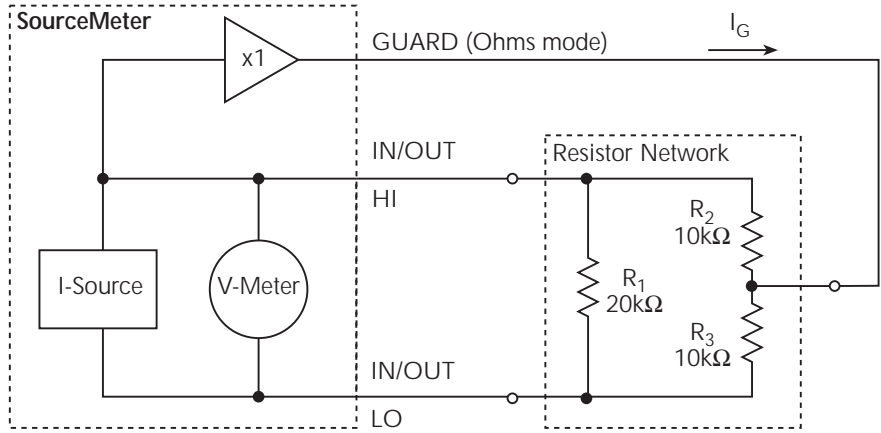 SourceMeter
x1
GUARD (Ohms mode)
I_G
IN/OUT
HI
Resistor Network
I-Source
V-Meter
R₁
20kΩ
R₂
10kΩ
R₃
10kΩ
IN/OUT
LO